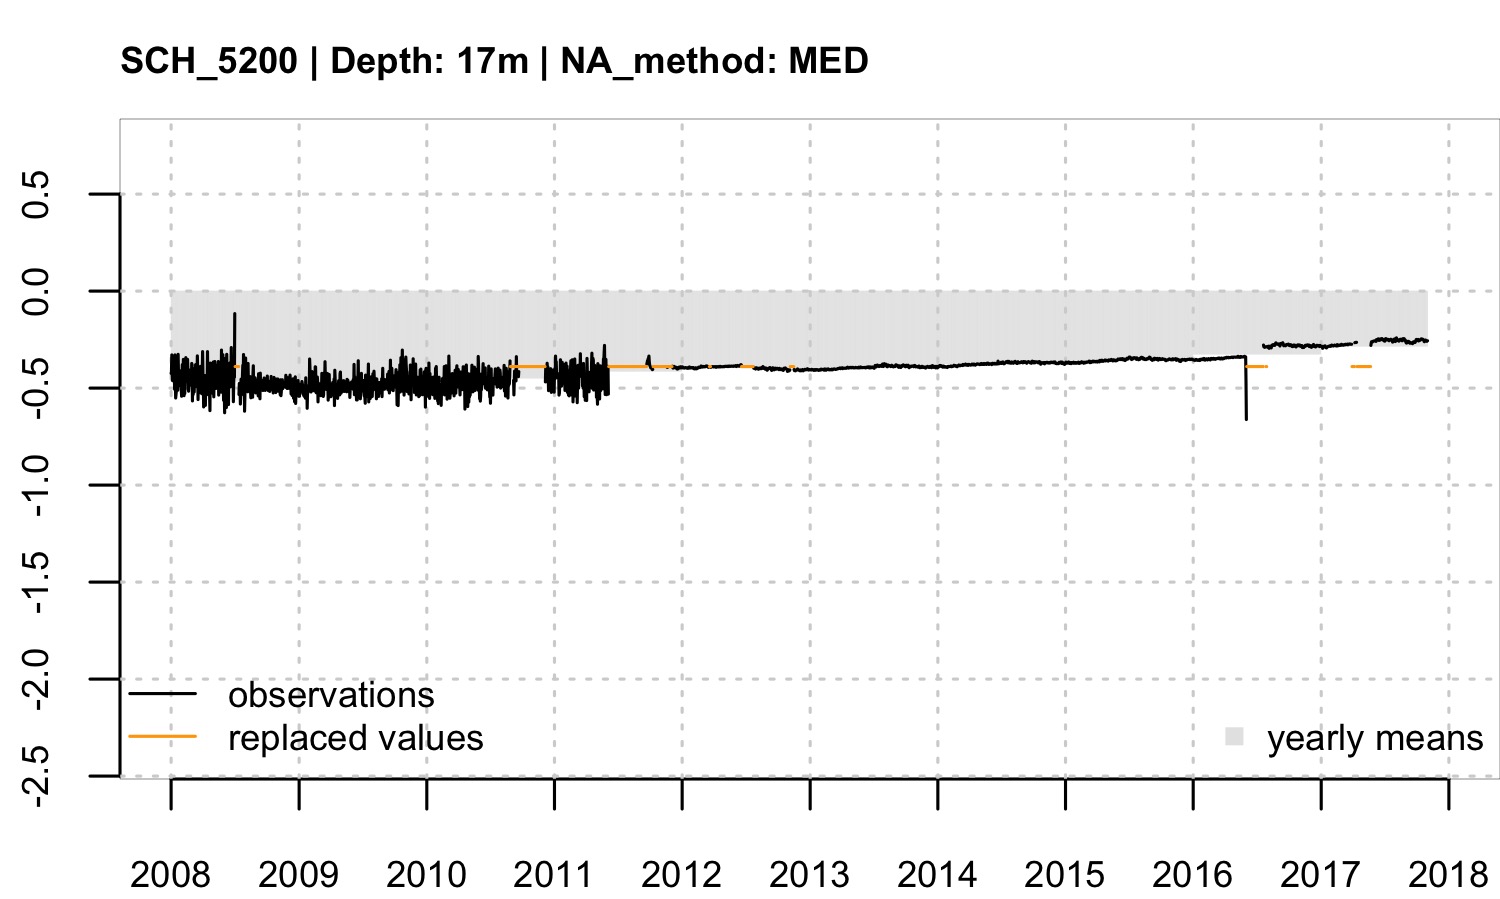 SCH_5200 | Depth: 17m | NA_method: MED
0.5
0.0
-0.5
-1.0
-1.5
-2.0
-2.5
observations
replaced values
yearly means
2008 2009 2010 2011 2012 2013 2014 2015 2016 2017 2018